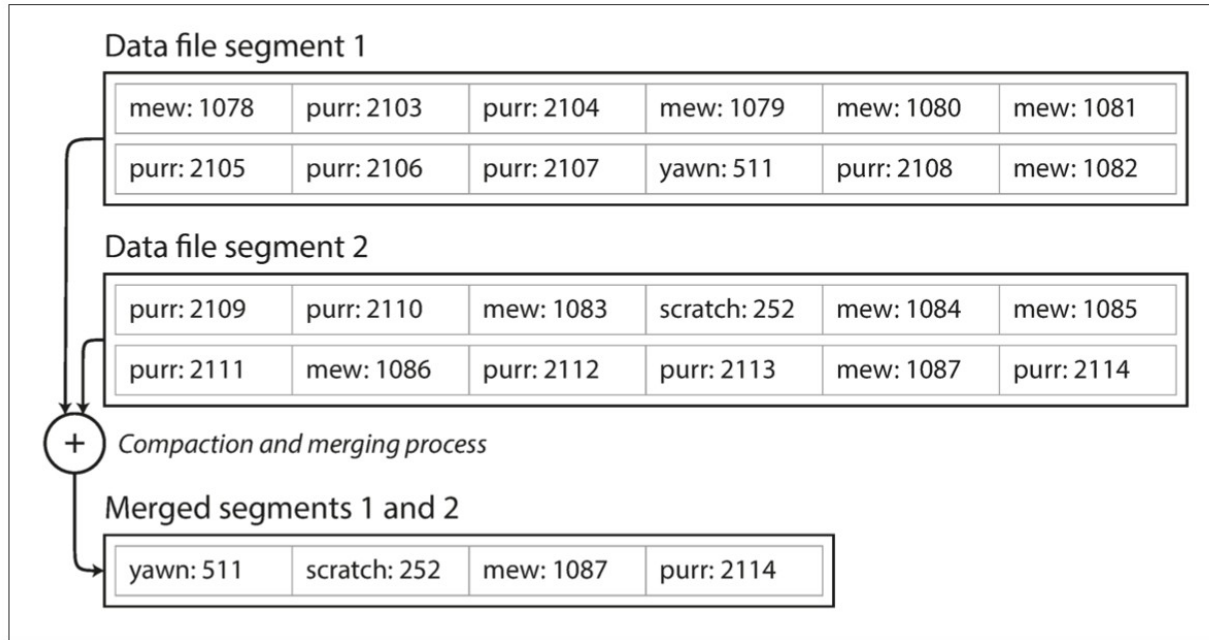 Data file segment 1
mew: 1078 purr: 2103 purr: 2104 mew: 1079 mew: 1080 mew: 1081
purr: 2105 purr: 2106 purr: 2107 yawn: 511 purr: 2108 mew: 1082
Data file segment 2
purr: 2109 purr: 2110 mew: 1083 scratch: 252 mew: 1084 mew: 1085
purr: 2111 mew: 1086 purr: 2112 purr: 2113 mew: 1087 purr: 2114
+ Compaction and merging process
Merged segments 1 and 2
yawn: 511 scratch: 252 mew: 1087 purr: 2114